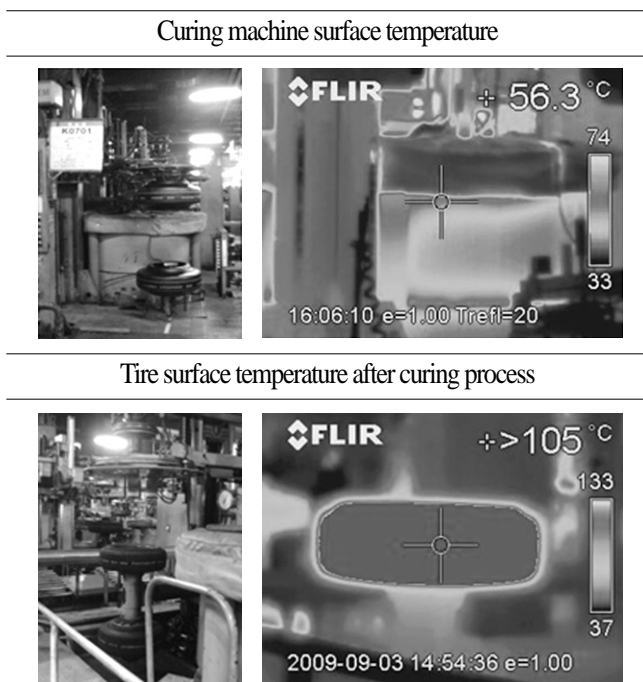 Curing machine surface temperature
K0701
FLIR
56.3 °C
74
33
16:06:10 e=1.00 Trefl=20
Tire surface temperature after curing process
FLIR
>105 °C
133
37
2009-09-03 14:54:36 e=1.00